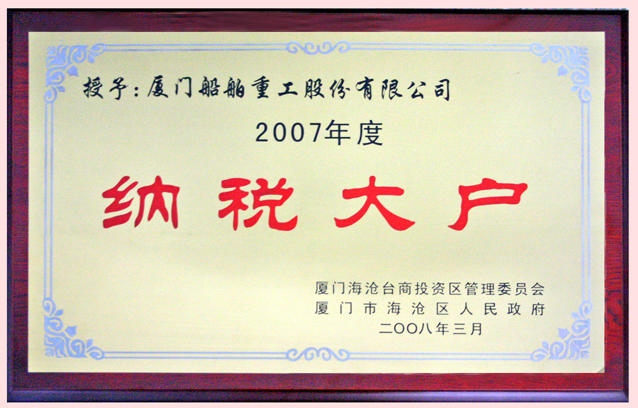 授予：厦门船舶重工股份有限公司
2007年度
纳税大户
厦门海沧台商投资区管理委员会
厦门市海沧区人民政府
二〇〇八年三月